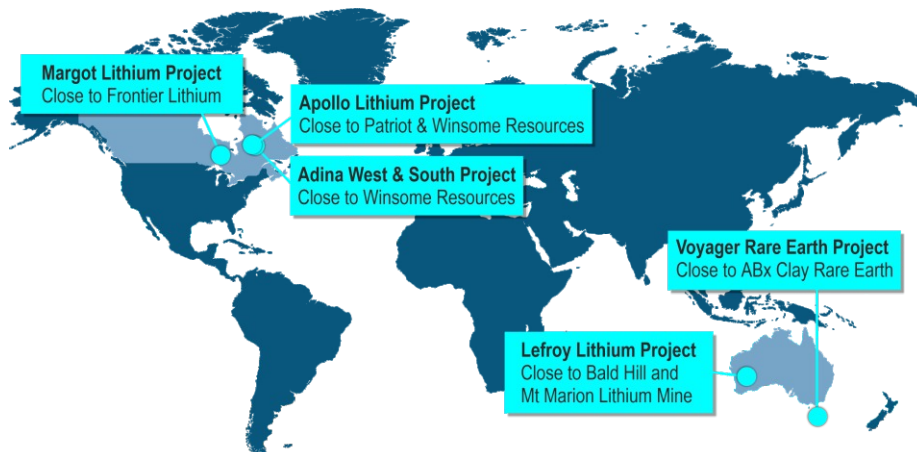 Margot Lithium Project
Close to Frontier Lithium
Apollo Lithium Project
Close to Patriot & Winsome Resources
Adina West & South Project
Close to Winsome Resources
Voyager Rare Earth Project
Close to ABx Clay Rare Earth
Lefroy Lithium Project
Close to Bald Hill and
Mt Marion Lithium Mine